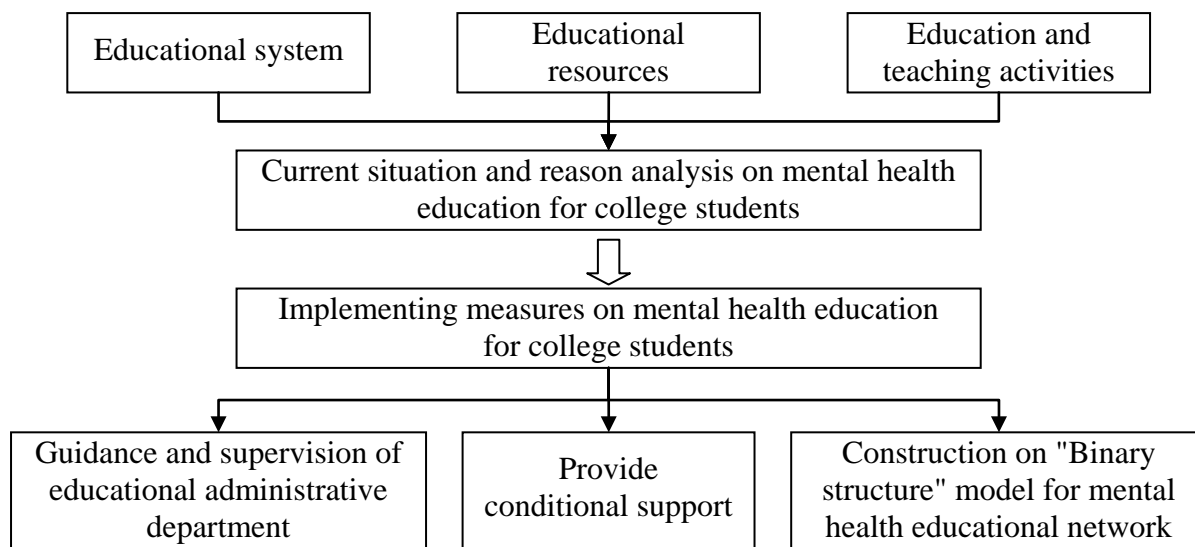 Educational system
Educational
resources
Education and
teaching activities
Current situation and reason analysis on mental health
education for college students
Implementing measures on mental health education
for college students
Guidance and supervision of
educational administrative
department
Provide
conditional support
Construction on "Binary
structure" model for mental
health educational network